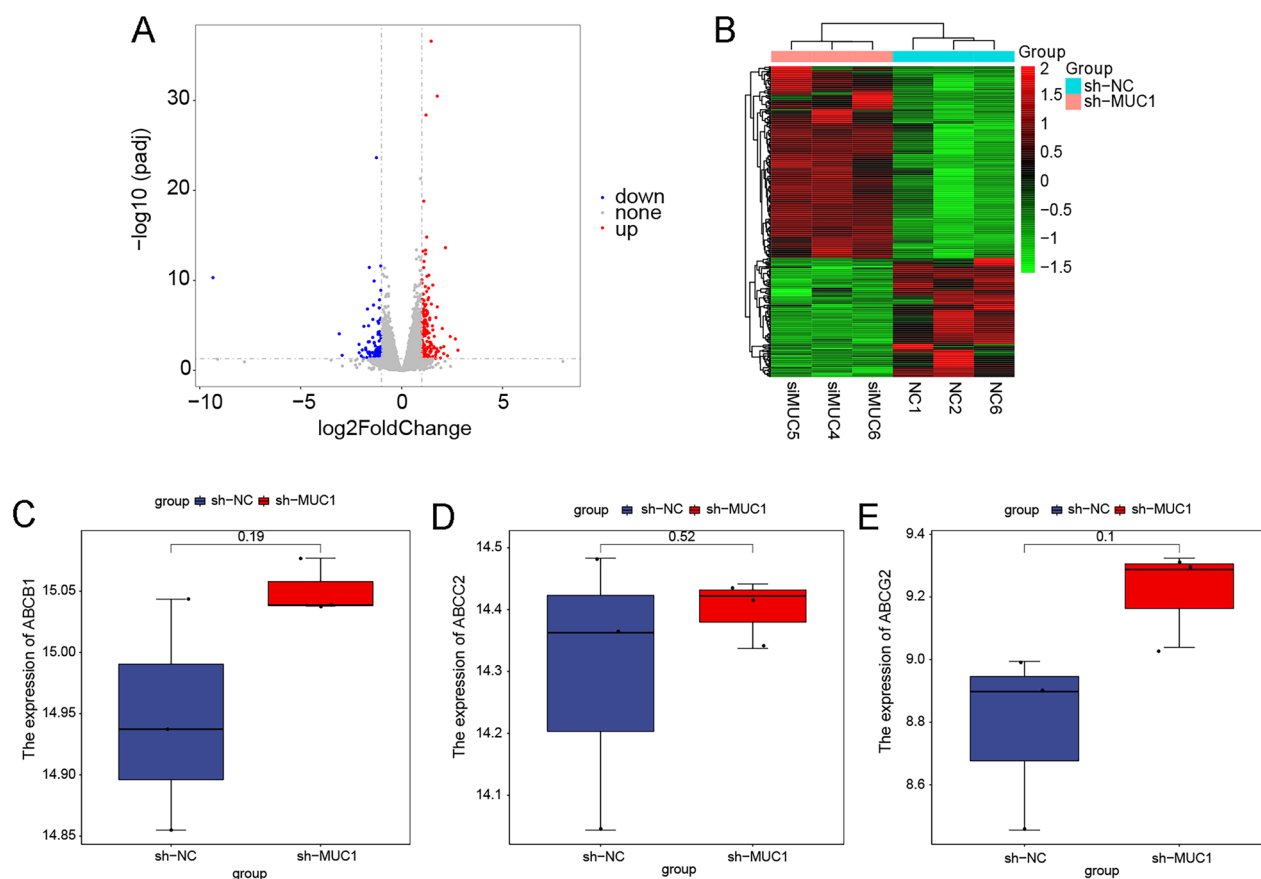 A
−log10 (padj)
30
20
10
0
−10
−5
0
5
log2FoldChange
down
none
up
B
Group
2
1.5
1
0.5
0
−0.5
−1
−1.5
Group
sh−NC
sh−MUC1
siMUC5
siMUC4
siMUC6
NC1
NC2
NC6
C
group sh−NC sh−MUC1
0.19
The expression of ABCB1
15.05
15.00
14.95
14.90
14.85
sh−NC sh−MUC1
group
D
group sh−NC sh−MUC1
0.52
The expression of ABCC2
14.5
14.4
14.3
14.2
14.1
sh−NC sh−MUC1
group
E
group sh−NC sh−MUC1
0.1
The expression of ABCG2
9.4
9.2
9.0
8.8
8.6
sh−NC sh−MUC1
group